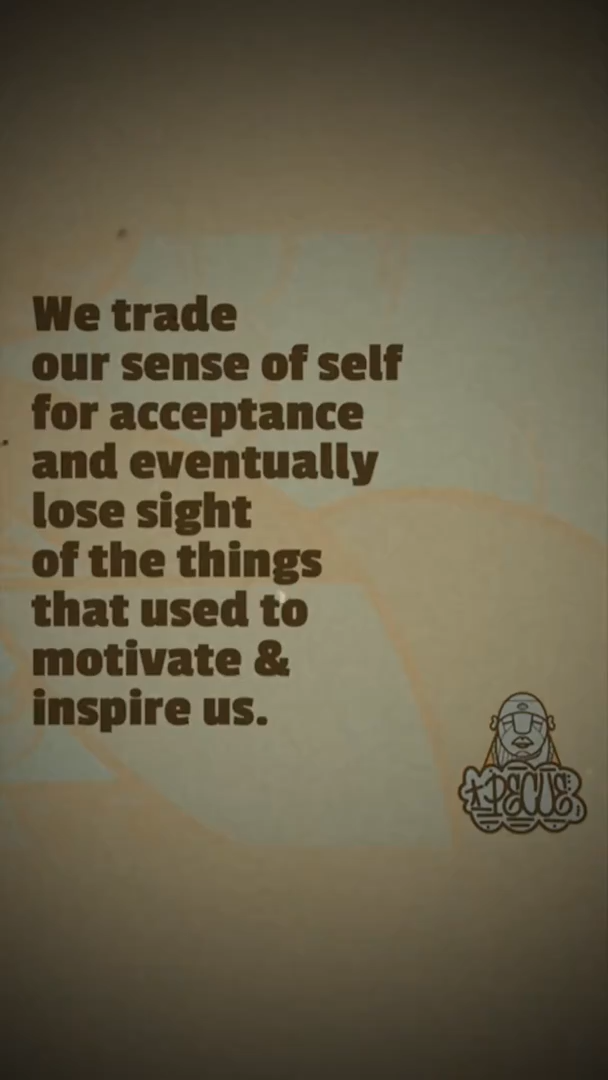 We trade
our sense of self
for acceptance
and eventually
lose sight
of the things
that used to
motivate &
inspire us.
PECUE